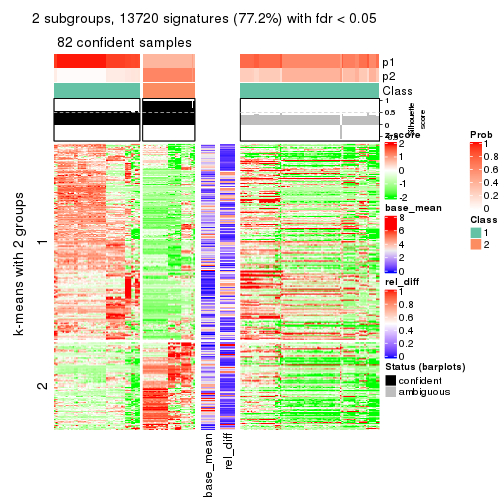 2 subgroups, 13720 signatures (77.2%) with fdr < 0.05
82 confident samples
p1
p2
Class
1
0.5
0
Silhouette
score
z-score
2
1
0
-1
-2
base_mean
8
6
4
2
0
rel_diff
1
0.8
0.6
0.4
0.2
0
Prob
1
0.8
0.6
0.4
0.2
0
Class
1
2
Status (barplots)
confident
ambiguous
k-means with 2 groups
1
2
base_mean
rel_diff